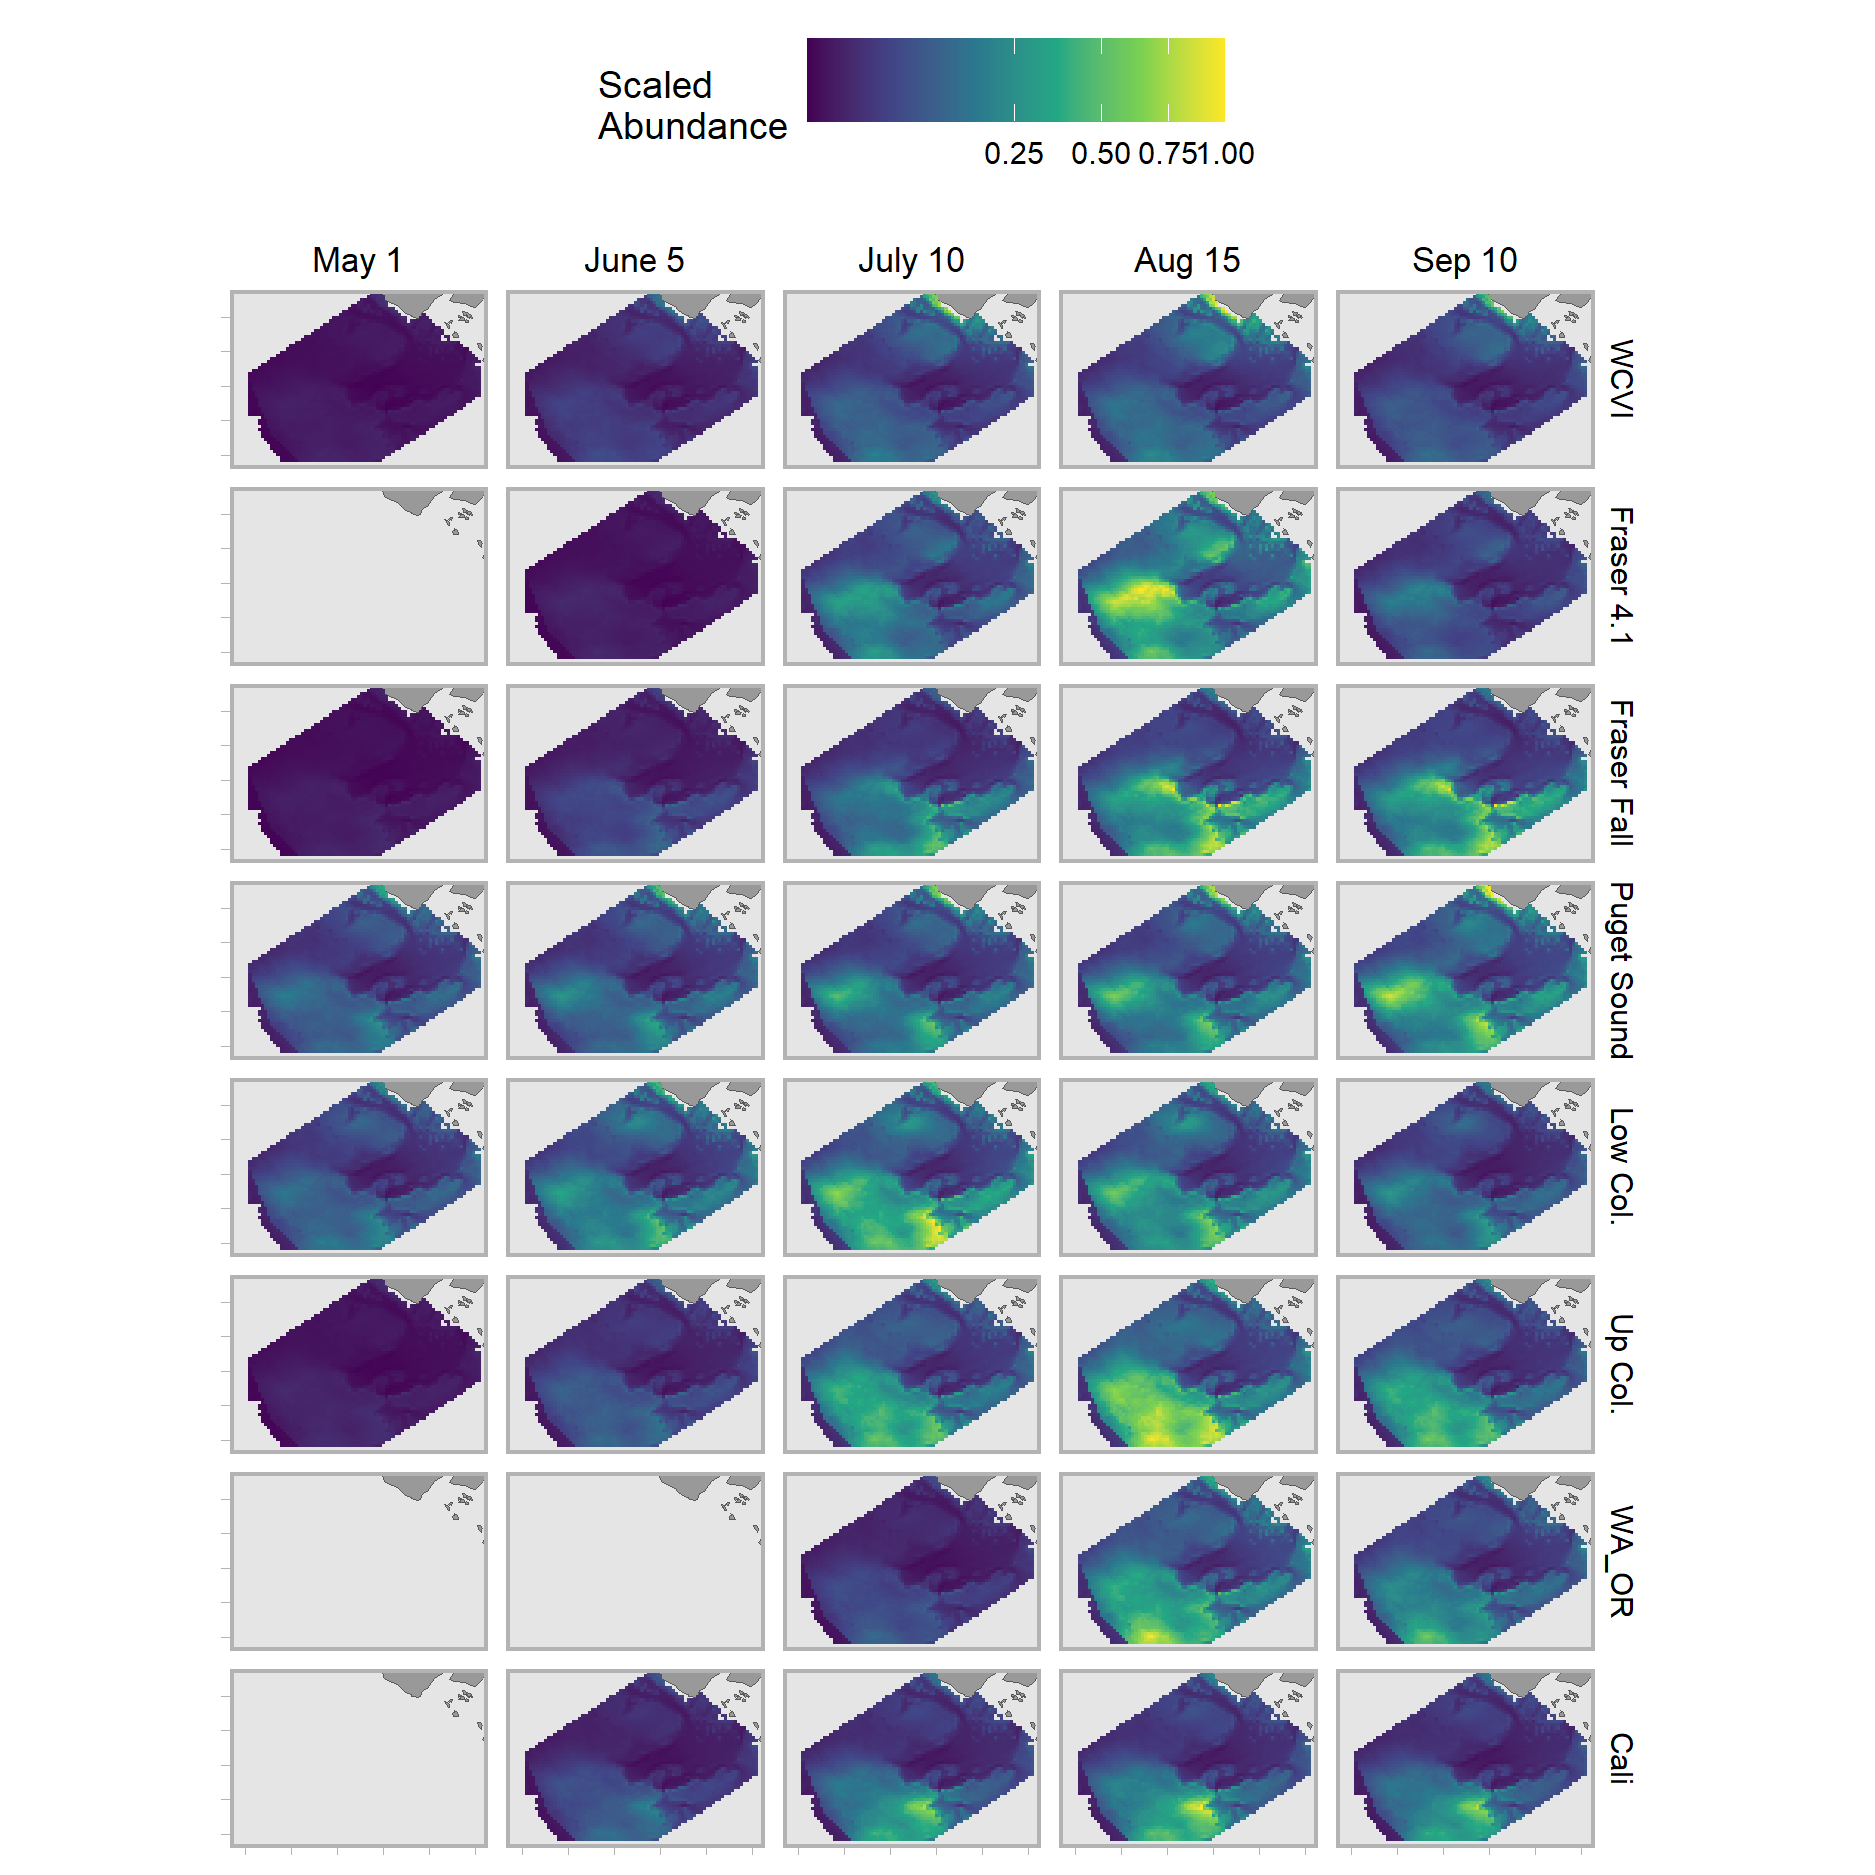 Scaled
Abundance
0.25 0.50 0.75 1.00
May 1 June 5 July 10 Aug 15 Sep 10
WCVI
Fraser 4.1
Fraser Fall
Puget Sound
Low Col.
Up Col.
WA_OR
Cali